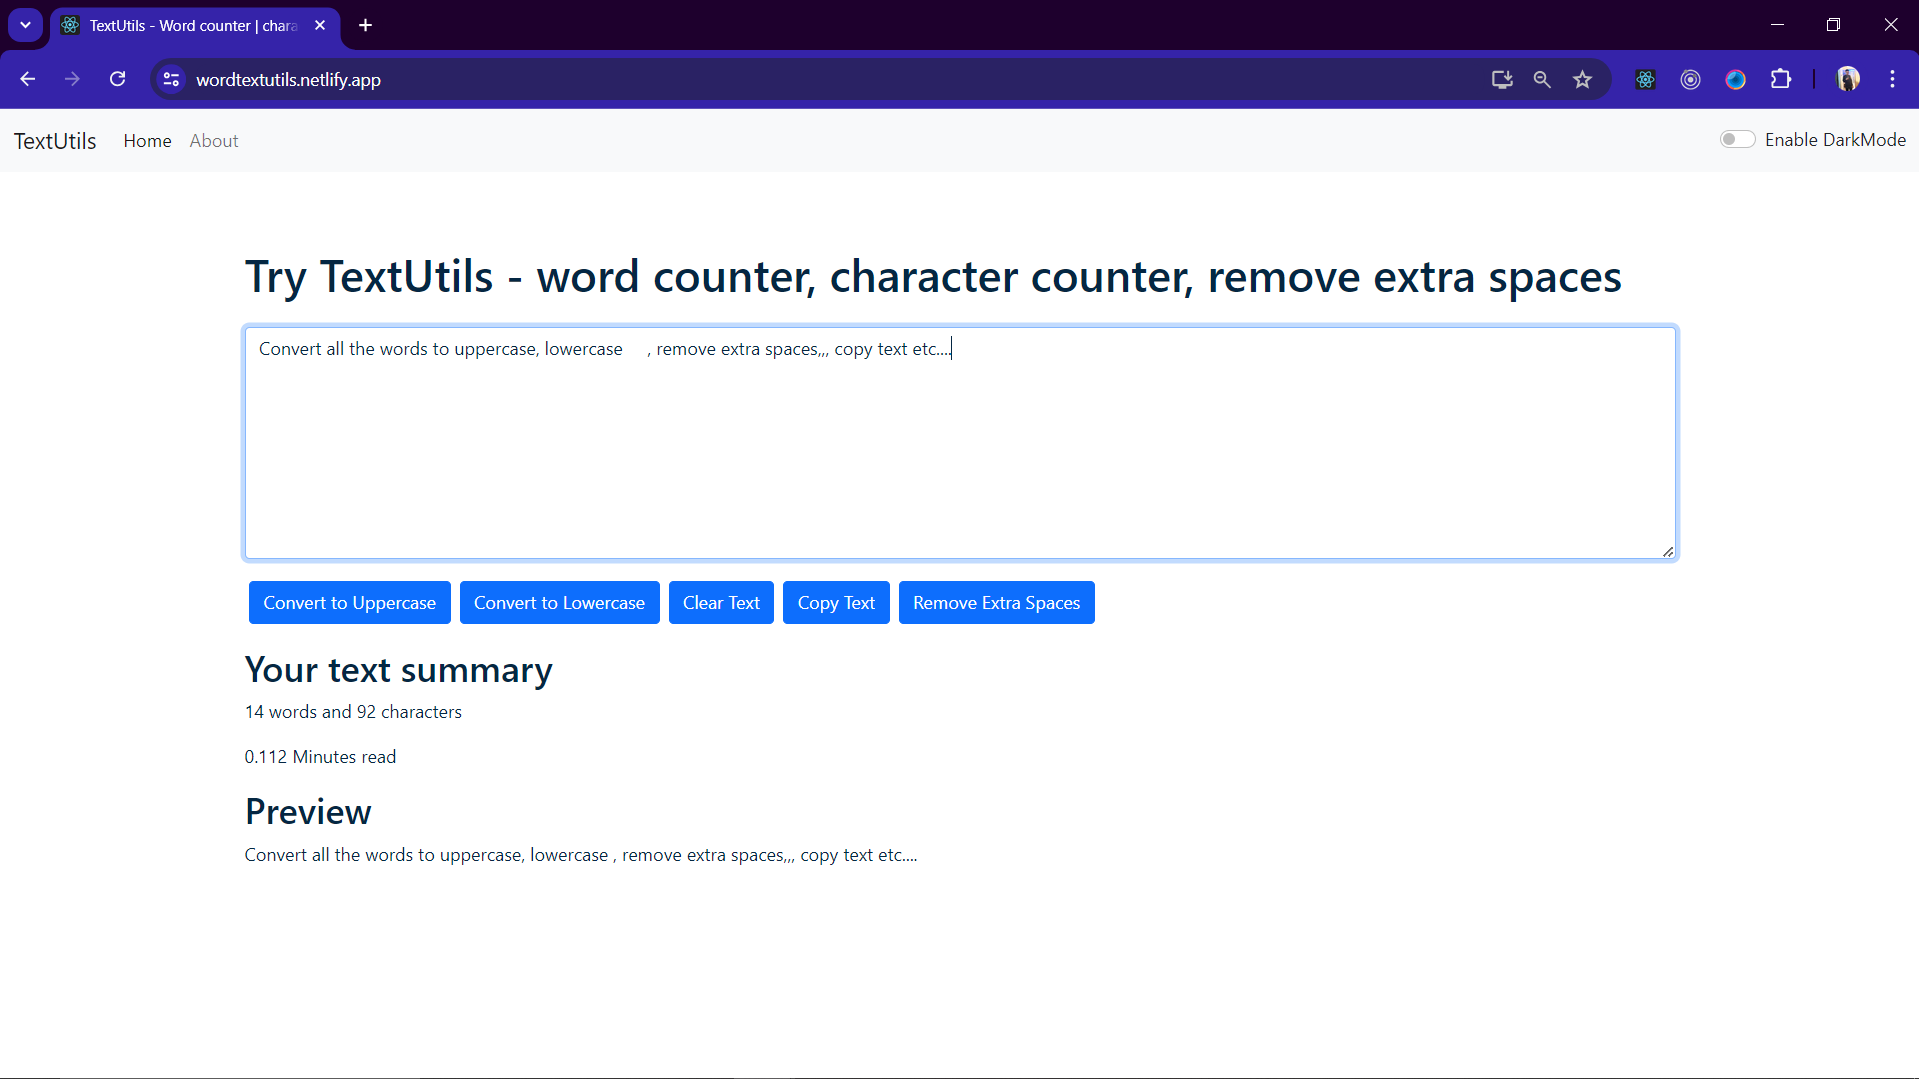 TextUtils - Word counter | chara
wordtextutils.netlify.app
TextUtils Home About Enable DarkMode
Try TextUtils - word counter, character counter, remove extra spaces
Convert all the words to uppercase, lowercase     , remove extra spaces,,, copy text etc....
Convert to Uppercase Convert to Lowercase Clear Text Copy Text Remove Extra Spaces
Your text summary
14 words and 92 characters
0.112 Minutes read
Preview
Convert all the words to uppercase, lowercase , remove extra spaces,,, copy text etc....